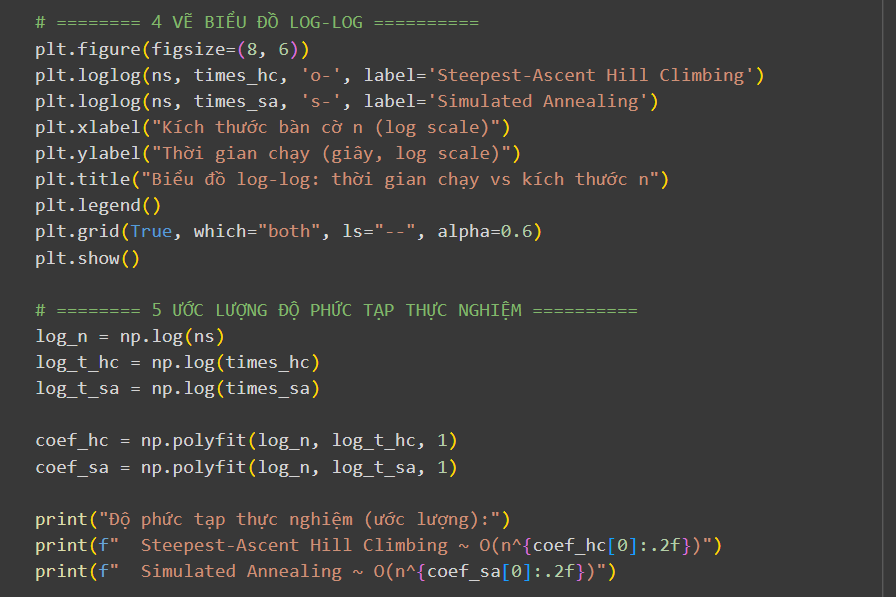 # ======== 4 VẼ BIỂU ĐỒ LOG-LOG ==========
plt.figure(figsize=(8, 6))
plt.loglog(ns, times_hc, 'o-', label='Steepest-Ascent Hill Climbing')
plt.loglog(ns, times_sa, 's-', label='Simulated Annealing')
plt.xlabel("Kích thước bàn cờ n (log scale)")
plt.ylabel("Thời gian chạy (giây, log scale)")
plt.title("Biểu đồ log-log: thời gian chạy vs kích thước n")
plt.legend()
plt.grid(True, which="both", ls="--", alpha=0.6)
plt.show()
# ======== 5 ƯỚC LƯỢNG ĐỘ PHỨC TẠP THỰC NGHIỆM ==========
log_n = np.log(ns)
log_t_hc = np.log(times_hc)
log_t_sa = np.log(times_sa)
coef_hc = np.polyfit(log_n, log_t_hc, 1)
coef_sa = np.polyfit(log_n, log_t_sa, 1)
print("Độ phức tạp thực nghiệm (ước lượng):")
print(f"  Steepest-Ascent Hill Climbing ~ O(n^{coef_hc[0]:.2f})")
print(f"  Simulated Annealing ~ O(n^{coef_sa[0]:.2f})")